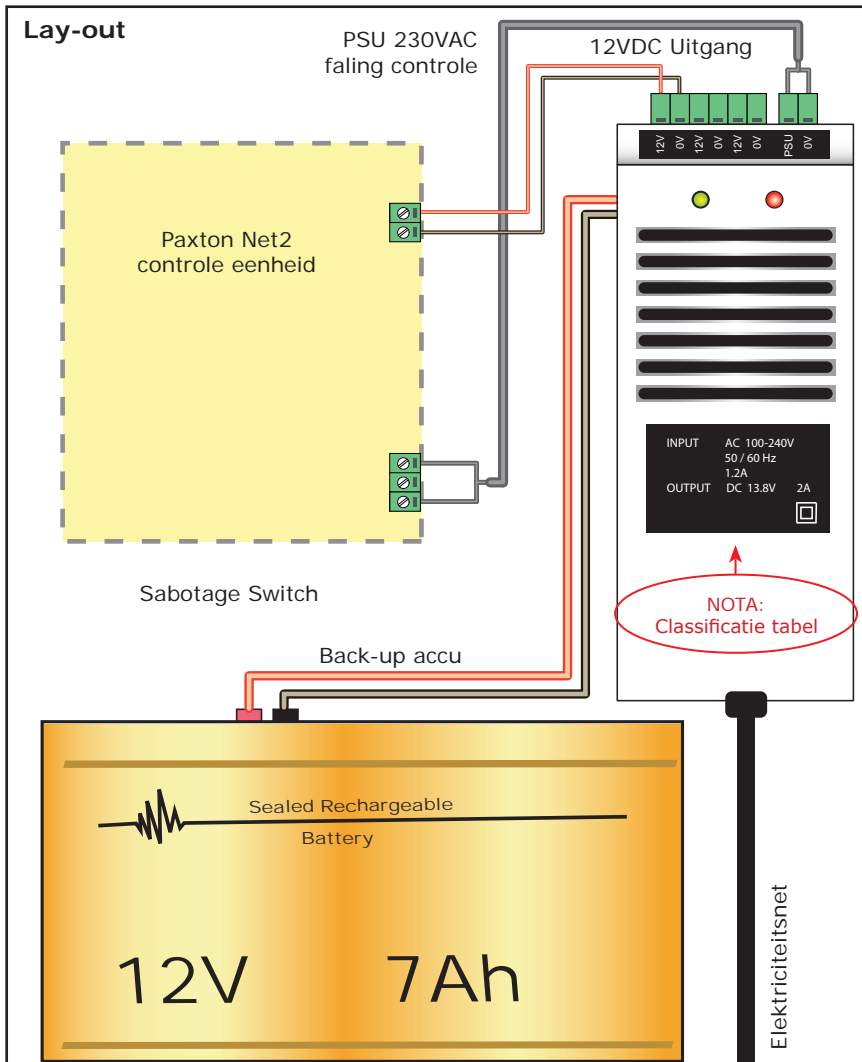 Lay-out
PSU 230VAC
faling controle
12VDC Uitgang
12V
0V
12V
0V
12V
0V
PSU
0V
Paxton Net2
controle eenheid
INPUT AC 100-240V
50 / 60 Hz
1.2A
OUTPUT DC 13.8V 2A
NOTA:
Classificatie tabel
Sabotage Switch
Back-up accu
Sealed Rechargeable
Battery
12V 7Ah
Elektriciteitsnet